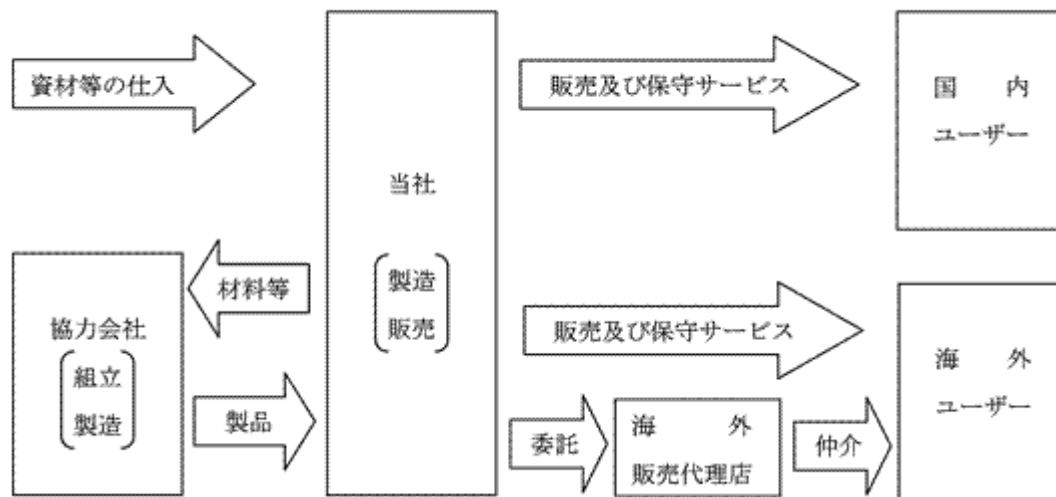 資材等の仕入
当社
製造
販売
販売及び保守サービス
国　　内
ユーザー
協力会社
組立
製造
材料等
製品
販売及び保守サービス
委託
海　　外
販売代理店
仲介
海　　外
ユーザー